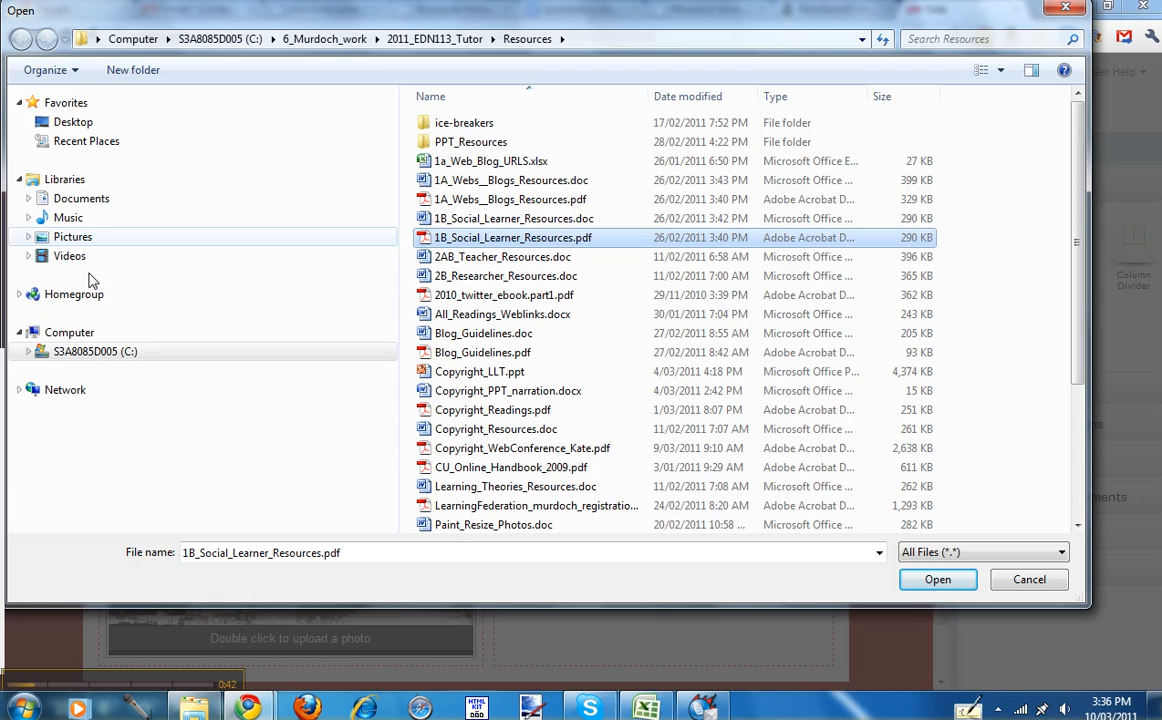 Open
Computer S3A8085D005 (C:) 6_Murdoch_work 2011_EDN113_Tutor Resources
Search Resources
Organize New folder
Get Help
Favorites
Desktop
Recent Places
Libraries
Documents
Music
Pictures
Videos
Homegroup
Computer
S3A8085D005 (C:)
Network
Name Date modified Type Size
ice-breakers 17/02/2011 7:52 PM File folder
PPT_Resources 28/02/2011 4:22 PM File folder
1a_Web_Blog_URLS.xlsx 26/01/2011 6:50 PM Microsoft Office E... 27 KB
1A_Webs__Blogs_Resources.doc 26/02/2011 3:43 PM Microsoft Office ... 399 KB
1A_Webs__Blogs_Resources.pdf 26/02/2011 3:40 PM Adobe Acrobat D... 329 KB
1B_Social_Learner_Resources.doc 26/02/2011 3:42 PM Microsoft Office ... 290 KB
1B_Social_Learner_Resources.pdf 26/02/2011 3:40 PM Adobe Acrobat D... 290 KB
2AB_Teacher_Resources.doc 11/02/2011 6:58 AM Microsoft Office ... 396 KB
2B_Researcher_Resources.doc 11/02/2011 7:00 AM Microsoft Office ... 365 KB
2010_twitter_ebook.part1.pdf 29/11/2010 3:39 PM Adobe Acrobat D... 362 KB
All_Readings_Weblinks.docx 30/01/2011 7:04 PM Microsoft Office ... 243 KB
Blog_Guidelines.doc 27/02/2011 8:55 AM Microsoft Office ... 205 KB
Blog_Guidelines.pdf 27/02/2011 8:42 AM Adobe Acrobat D... 93 KB
Copyright_LLT.ppt 4/03/2011 4:18 PM Microsoft Office P... 4,374 KB
Copyright_PPT_narration.docx 4/03/2011 2:42 PM Microsoft Office ... 15 KB
Copyright_Readings.pdf 1/03/2011 8:07 PM Adobe Acrobat D... 251 KB
Copyright_Resources.doc 11/02/2011 7:07 AM Microsoft Office ... 261 KB
Copyright_WebConference_Kate.pdf 9/03/2011 9:10 AM Adobe Acrobat D... 2,638 KB
CU_Online_Handbook_2009.pdf 3/01/2011 9:29 AM Adobe Acrobat D... 611 KB
Learning_Theories_Resources.doc 11/02/2011 7:08 AM Microsoft Office ... 262 KB
LearningFederation_murdoch_registratio... 24/02/2011 8:20 AM Adobe Acrobat D... 1,293 KB
Paint_Resize_Photos.doc 20/02/2011 10:58 ... Microsoft Office ... 282 KB
Column
Divider
File name: 1B_Social_Learner_Resources.pdf All Files (*.*)
Open Cancel
Double click to upload a photo
0:42
HTML
KIT
3:36 PM
10/03/2011